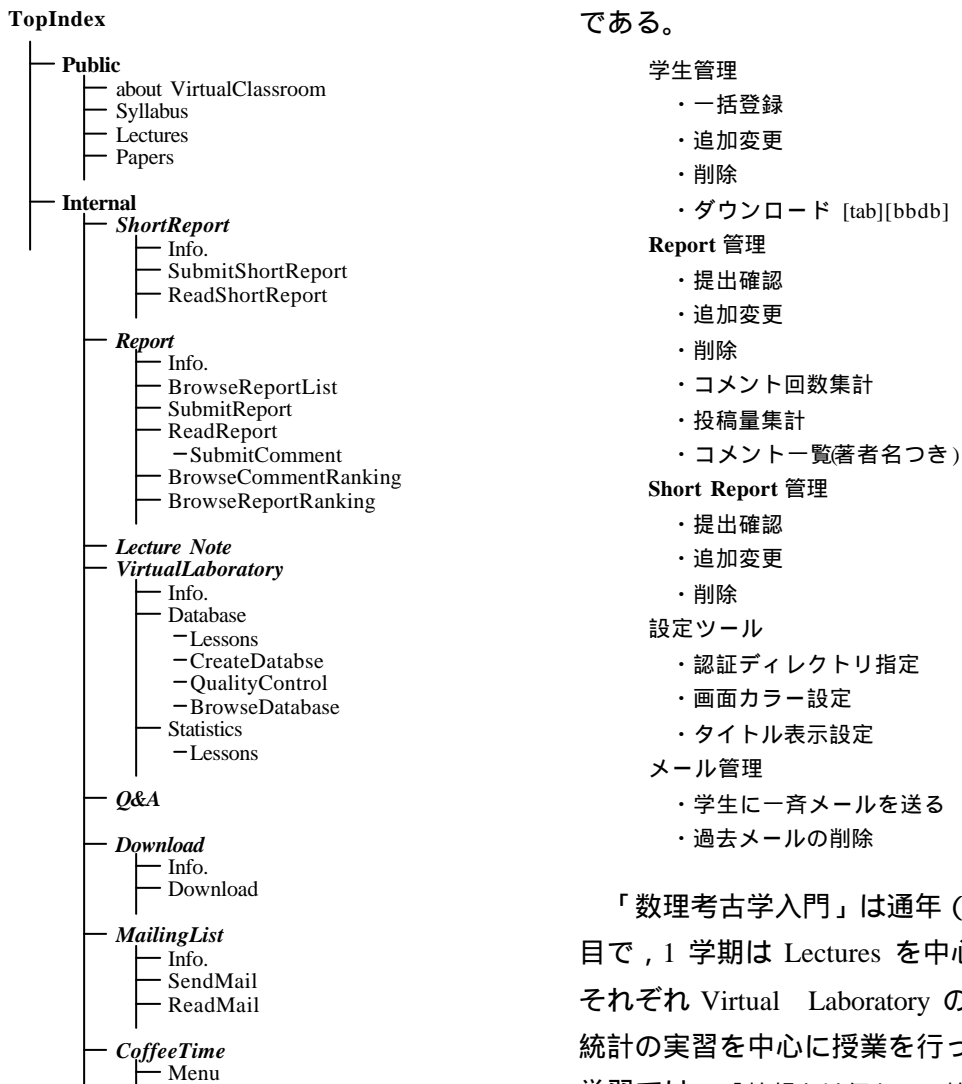 TopIndex
Public
about VirtualClassroom
Syllabus
Lectures
Papers
Internal
ShortReport
Info.
SubmitShortReport
ReadShortReport
Report
Info.
BrowseReportList
SubmitReport
ReadReport
SubmitComment
BrowseCommentRanking
BrowseReportRanking
Lecture Note
VirtualLaboratory
Info.
Database
Lessons
CreateDatabse
QualityControl
BrowseDatabase
Statistics
Lessons
Q&A
Download
Info.
Download
MailingList
Info.
SendMail
ReadMail
CoffeeTime
Menu
である。
学生管理
・一括登録
・追加変更
・削除
・ダウンロード [tab][bbdb]
Report 管理
・提出確認
・追加変更
・削除
・コメント回数集計
・投稿量集計
・コメント一覧(著者名つき)
Short Report 管理
・提出確認
・追加変更
・削除
設定ツール
・認証ディレクトリ指定
・画面カラー設定
・タイトル表示設定
メール管理
・学生に一斉メールを送る
・過去メールの削除
「数理考古学入門」は通年(
目で,1 学期は Lectures を中心
それぞれ Virtual Laboratory の
統計の実習を中心に授業を行っ